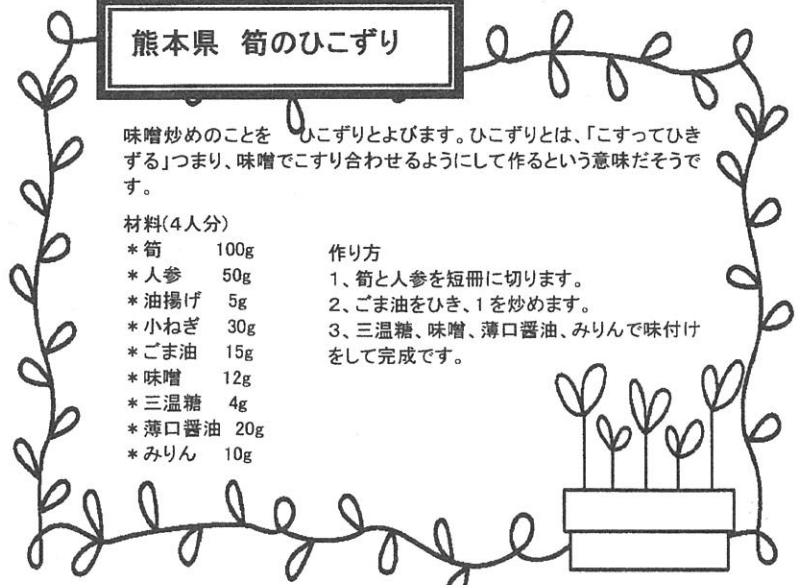 熊本県　筍のひこずり
味噌炒めのことを　ひこずりとよびます。ひこずりとは、「こすってひき
ずる」つまり、味噌でこすり合わせるようにして作るという意味だそうで
す。
材料(4人分)
＊筍　100g
＊人参　50g
＊油揚げ　5g
＊小ねぎ　30g
＊ごま油　15g
＊味噌　12g
＊三温糖　4g
＊薄口醤油　20g
＊みりん　10g
作り方
1、筍と人参を短冊に切ります。
2、ごま油をひき、1を炒めます。
3、三温糖、味噌、薄口醤油、みりんで味付け
をして完成です。